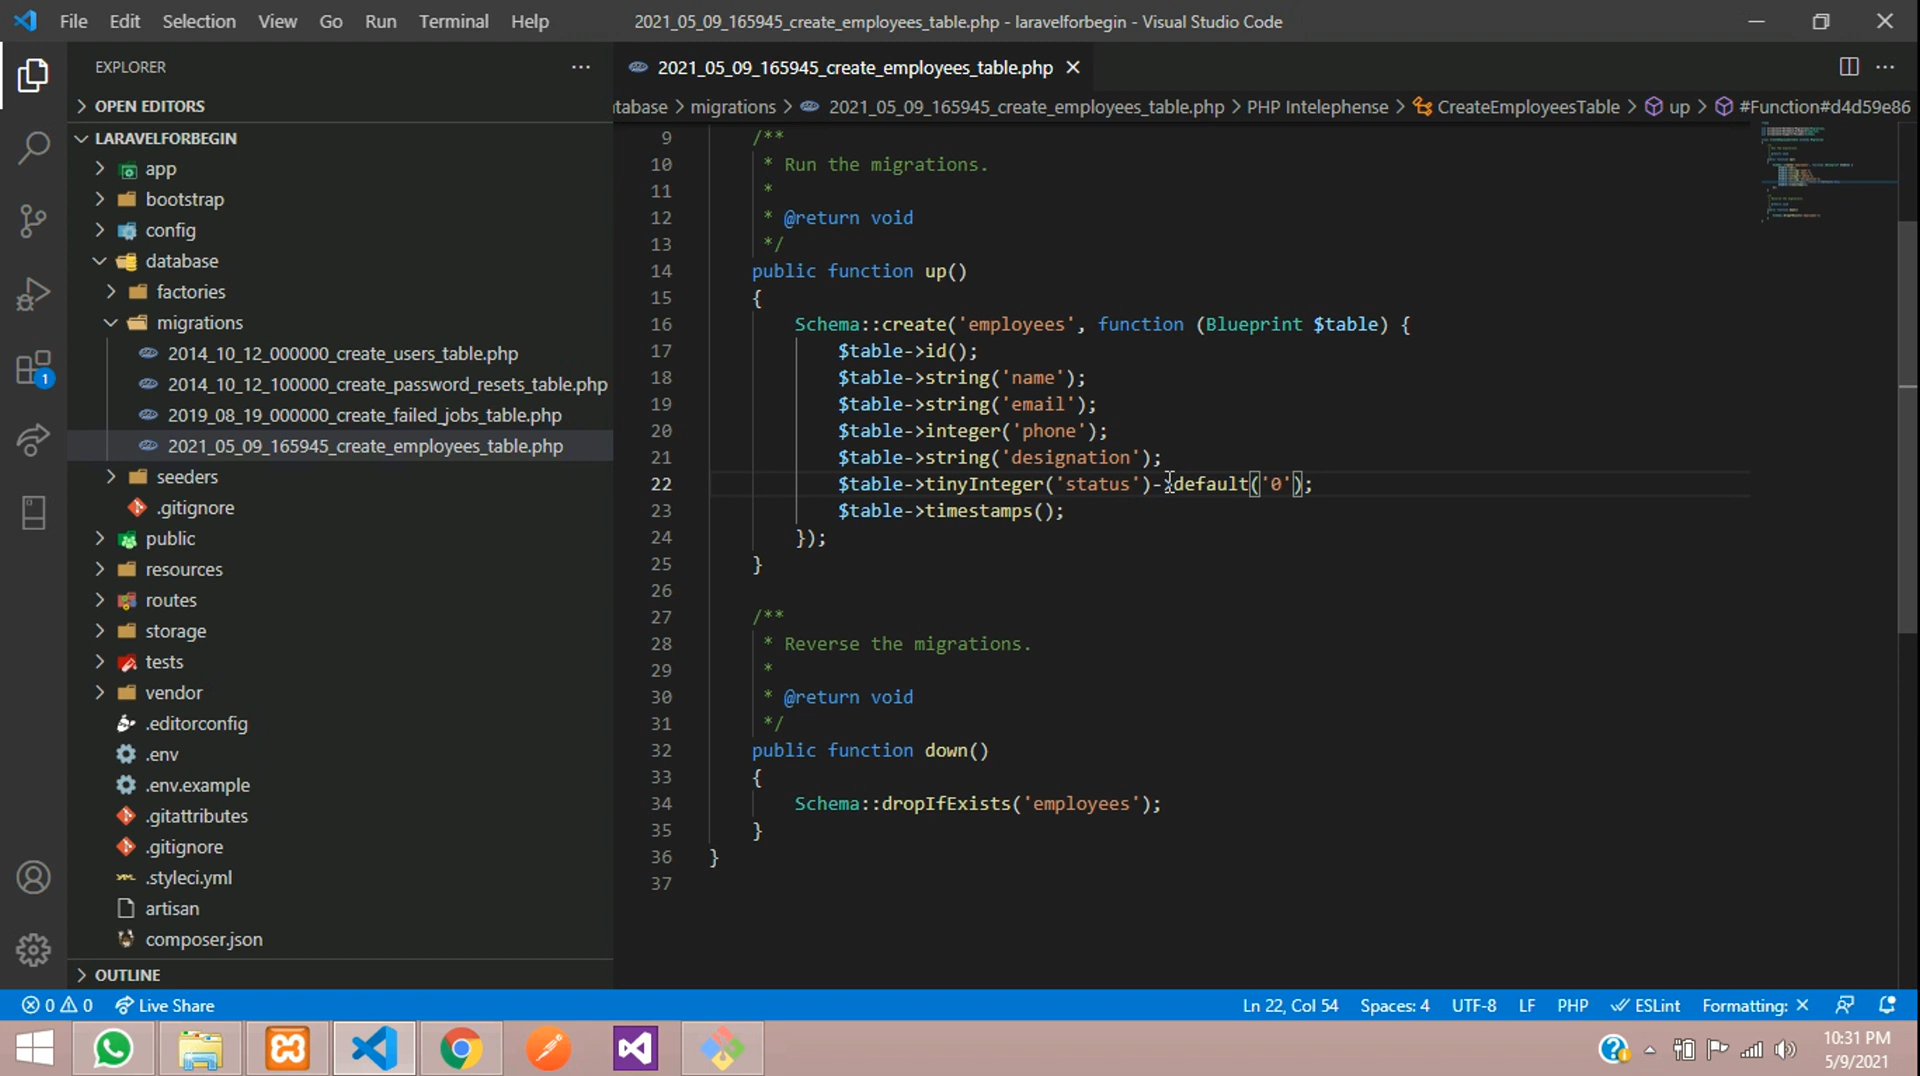 File Edit Selection View Go Run Terminal Help
2021_05_09_165945_create_employees_table.php - laravelforbegin - Visual Studio Code
EXPLORER
OPEN EDITORS
LARAVELFORBEGIN
app
bootstrap
config
database
factories
migrations
2014_10_12_000000_create_users_table.php
2014_10_12_100000_create_password_resets_table.php
2019_08_19_000000_create_failed_jobs_table.php
2021_05_09_165945_create_employees_table.php
seeders
.gitignore
public
resources
routes
storage
tests
vendor
.editorconfig
.env
.env.example
.gitattributes
.gitignore
.styleci.yml
artisan
composer.json
OUTLINE
2021_05_09_165945_create_employees_table.php
tabase > migrations > 2021_05_09_165945_create_employees_table.php > PHP Intelephense > CreateEmployeesTable > up > #Function#d4d59e86
9 /**
10 * Run the migrations.
11 *
12 * @return void
13 */
14 public function up()
15 {
16 Schema::create('employees', function (Blueprint $table) {
17 $table->id();
18 $table->string('name');
19 $table->string('email');
20 $table->integer('phone');
21 $table->string('designation');
22 $table->tinyInteger('status')->default('0');
23 $table->timestamps();
24 });
25 }
26
27 /**
28 * Reverse the migrations.
29 *
30 * @return void
31 */
32 public function down()
33 {
34 Schema::dropIfExists('employees');
35 }
36 }
37
1
0 0 Live Share
Ln 22, Col 54 Spaces: 4 UTF-8 LF PHP ESLint Formatting: ×
10:31 PM
5/9/2021